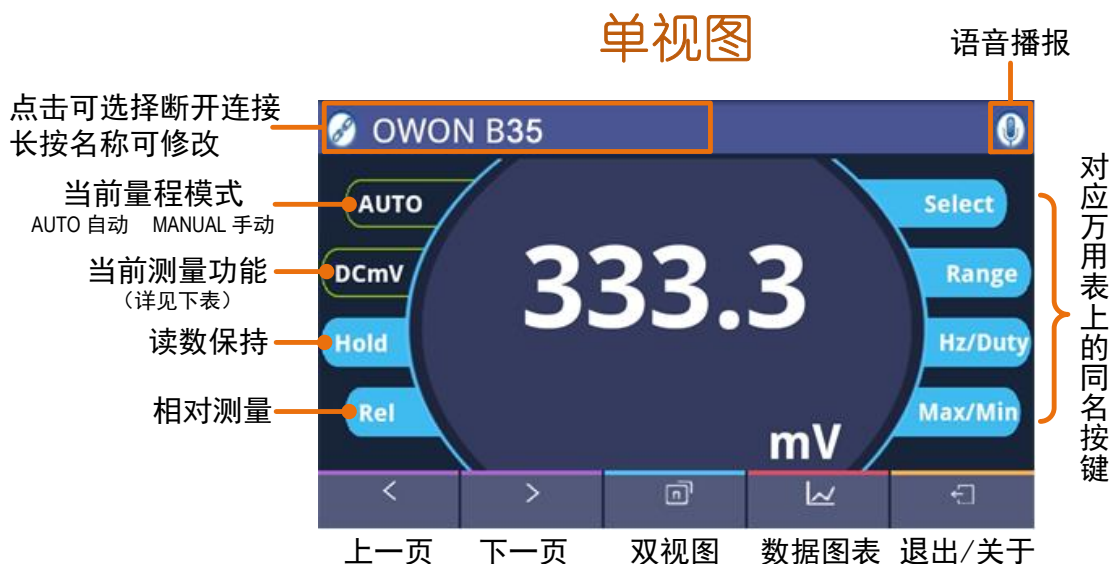 单视图
语音播报
点击可选择断开连接
长按名称可修改
OWON B35
当前量程模式
AUTO 自动 MANUAL 手动
AUTO
Select
当前测量功能
（详见下表）
DCmV
333.3
Range
读数保持
Hold
Hz/Duty
相对测量
Rel
Max/Min
mV
对应万用表上的同名按键
< > n
上一页 下一页 双视图 数据图表 退出/关于